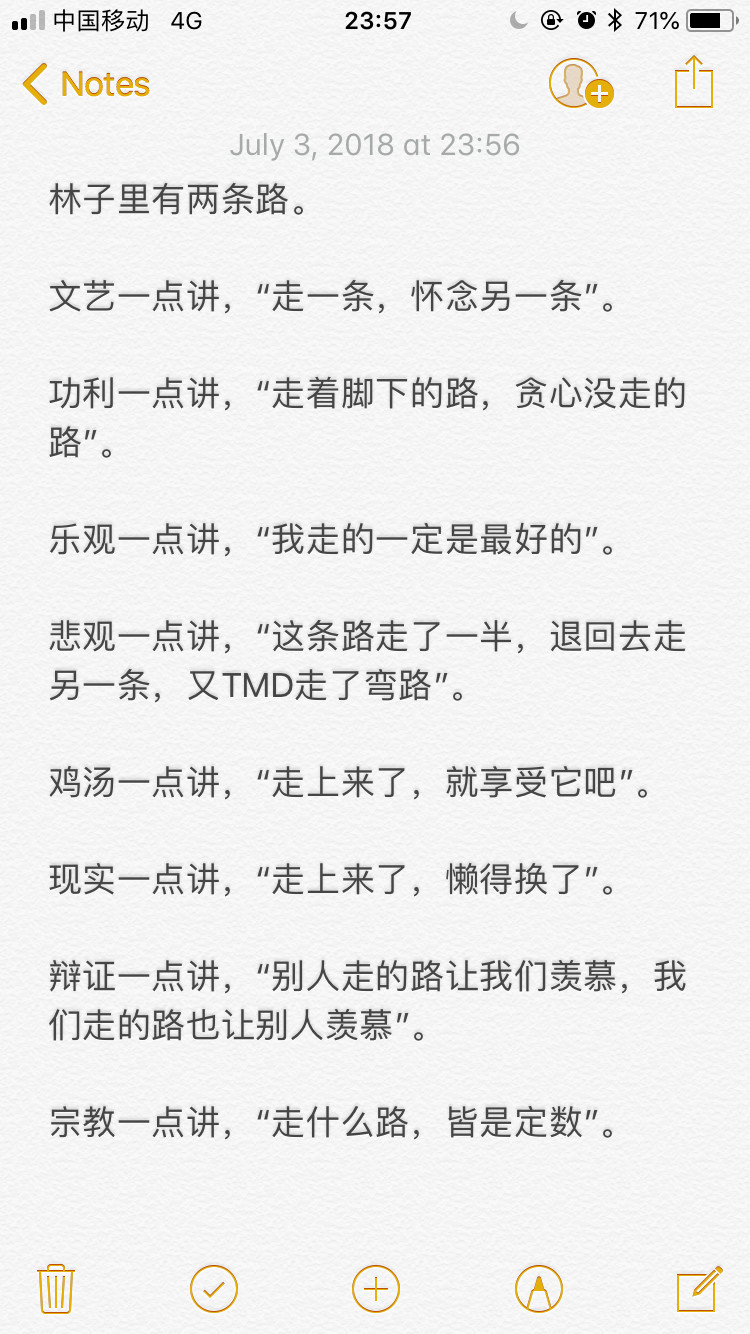 中国移动 4G 23:57 71%
Notes
July 3, 2018 at 23:56
林子里有两条路。
文艺一点讲，“走一条，怀念另一条”。
功利一点讲，“走着脚下的路，贪心没走的
路”。
乐观一点讲，“我走的一定是最好的”。
悲观一点讲，“这条路走了一半，退回去走
另一条，又TMD走了弯路”。
鸡汤一点讲，“走上来了，就享受它吧”。
现实一点讲，“走上来了，懒得换了”。
辩证一点讲，“别人走的路让我们羡慕，我
们走的路也让别人羡慕”。
宗教一点讲，“走什么路，皆是定数”。